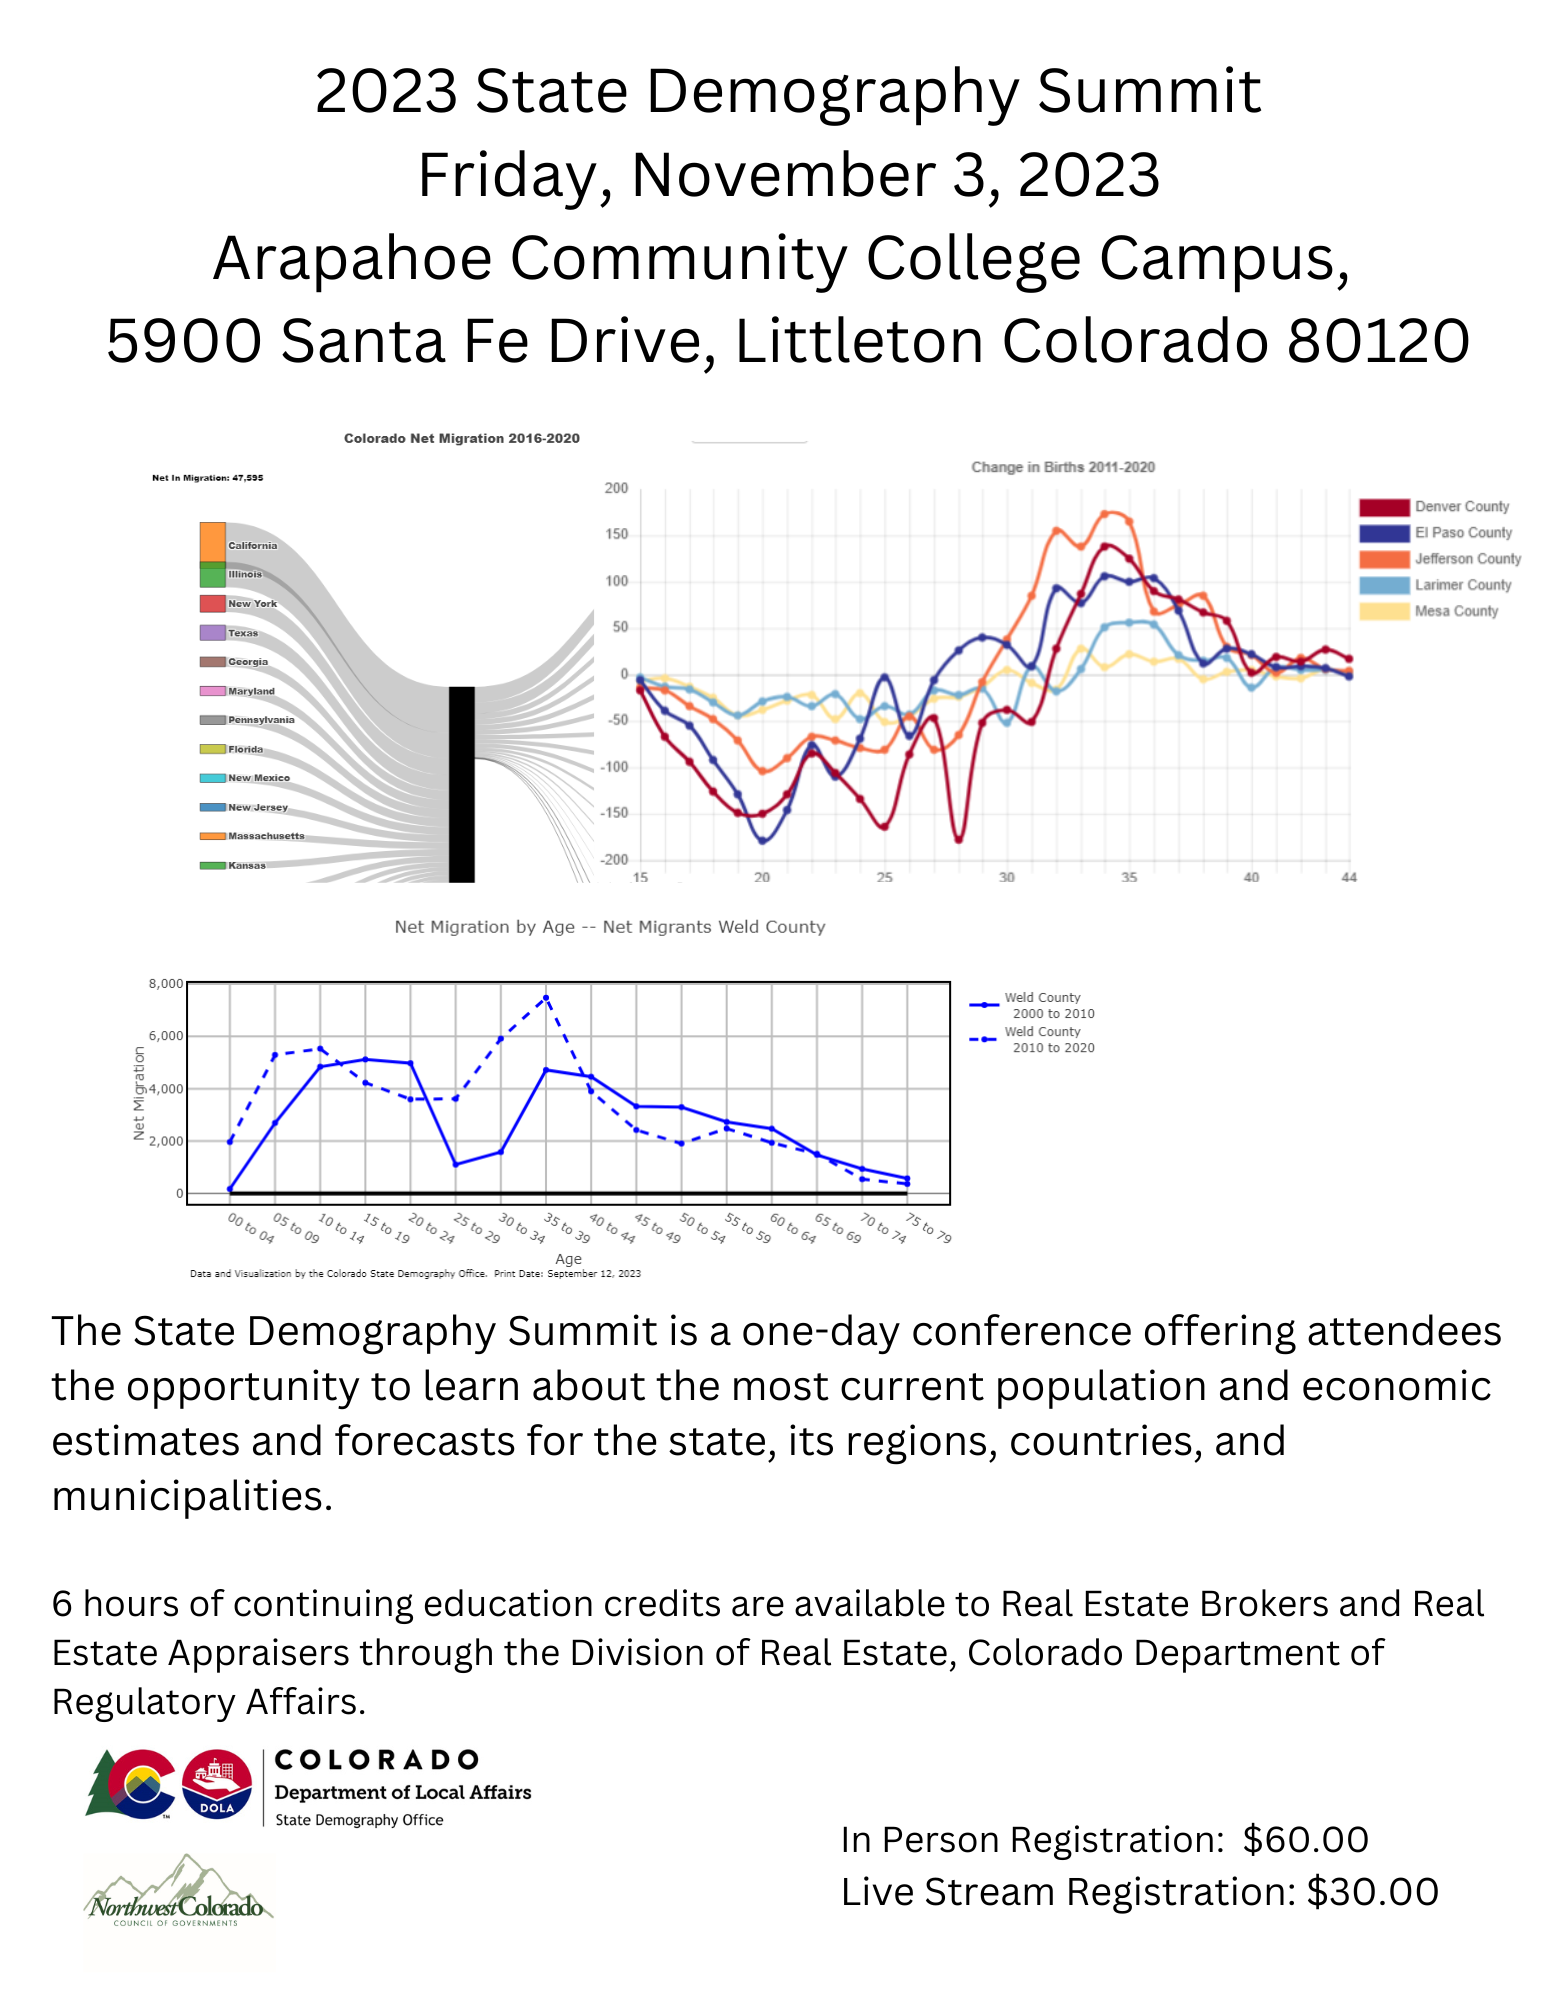 2023 State Demography Summit
Friday, November 3, 2023
Arapahoe Community College Campus,
5900 Santa Fe Drive, Littleton Colorado 80120
Colorado Net Migration 2016-2020
Net In Migration: 47,595
California
Illinois
New York
Texas
Georgia
Maryland
Pennsylvania
Florida
New Mexico
New Jersey
Massachusetts
Kansas
Change in Births 2011-2020
200
150
100
50
0
-50
-100
-150
-200
15 20 25 30 35 40 44
Denver County
El Paso County
Jefferson County
Larimer County
Mesa County
Net Migration by Age -- Net Migrants Weld County
Net Migration
8,000
6,000
4,000
2,000
0
00 to 04 05 to 09 10 to 14 15 to 19 20 to 24 25 to 29 30 to 34 35 to 39 40 to 44 45 to 49 50 to 54 55 to 59 60 to 64 65 to 69 70 to 74 75 to 79
Age
Weld County
2000 to 2010
Weld County
2010 to 2020
Data and Visualization by the Colorado State Demography Office. Print Date: September 12, 2023
The State Demography Summit is a one-day conference offering attendees
the opportunity to learn about the most current population and economic
estimates and forecasts for the state, its regions, countries, and
municipalities.
6 hours of continuing education credits are available to Real Estate Brokers and Real
Estate Appraisers through the Division of Real Estate, Colorado Department of
Regulatory Affairs.
TM
DOLA
COLORADO
Department of Local Affairs
State Demography Office
Northwest Colorado
COUNCIL OF GOVERNMENTS
In Person Registration: $60.00
Live Stream Registration: $30.00